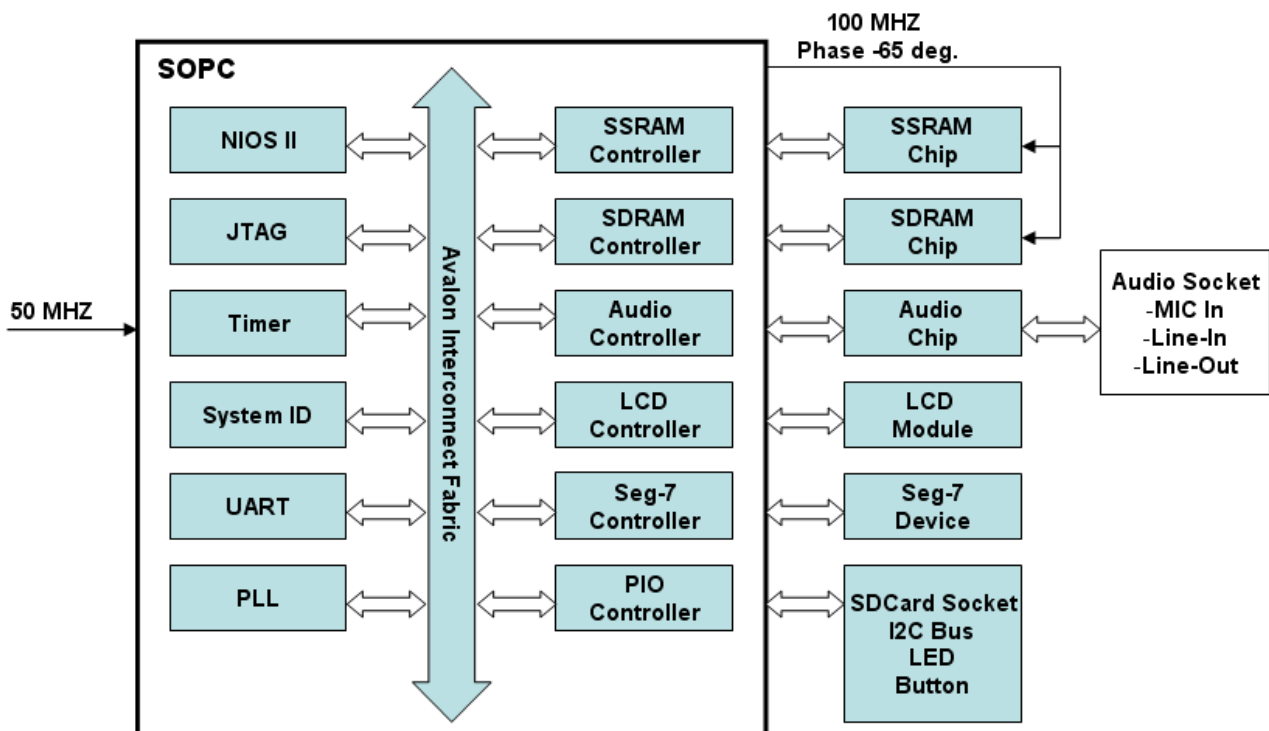 100 MHZ
Phase -65 deg.
SOPC
NIOS II
SSRAM
Controller
SSRAM
Chip
JTAG
SDRAM
Controller
SDRAM
Chip
50 MHZ
Timer
Avalon Interconnect Fabric
Audio
Controller
Audio
Chip
Audio Socket
-MIC In
-Line-In
-Line-Out
System ID
LCD
Controller
LCD
Module
UART
Seg-7
Controller
Seg-7
Device
PLL
PIO
Controller
SDCard Socket
I2C Bus
LED
Button